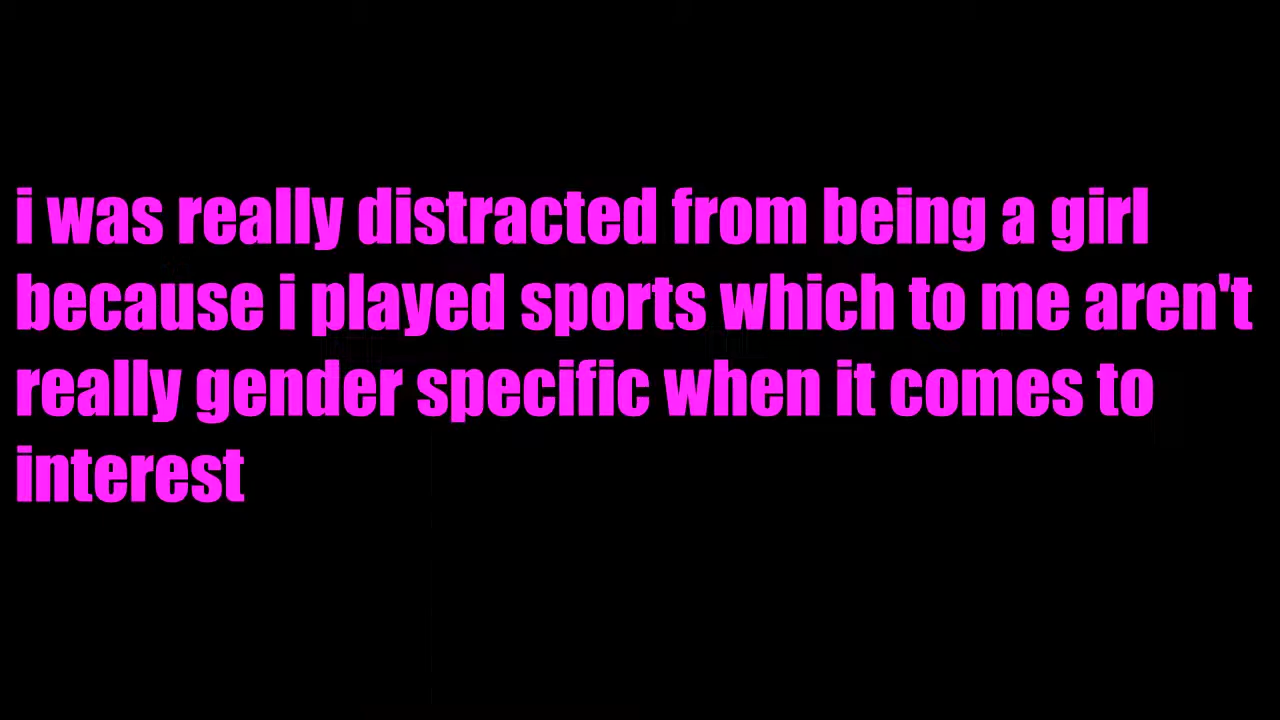 i was really distracted from being a girl
because i played sports which to me aren't
really gender specific when it comes to
interest